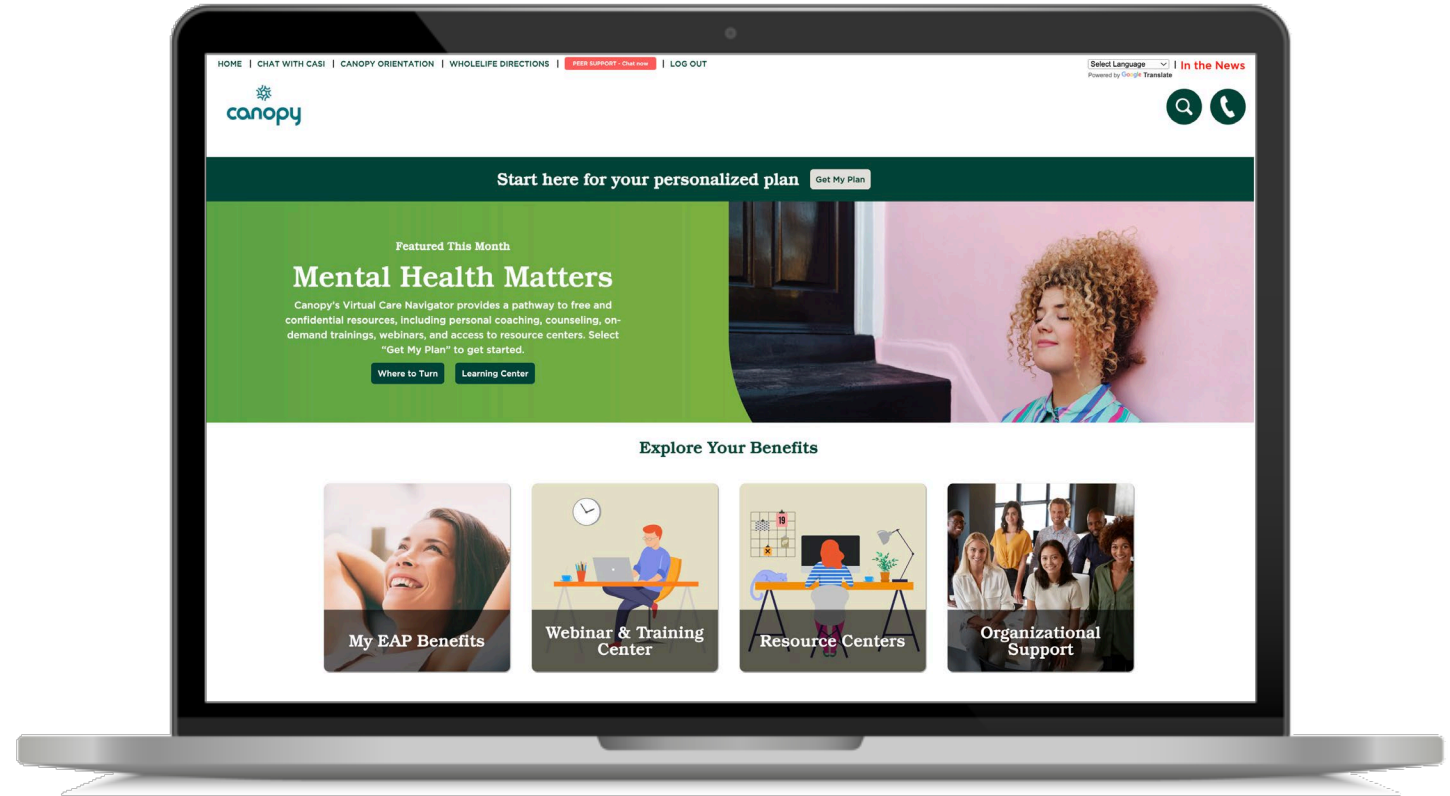 HOME | CHAT WITH CASI | CANOPY ORIENTATION | WHOLELIFE DIRECTIONS | PEER SUPPORT - Chat now | LOG OUT
Select Language | In the News
Powered by Google Translate
canopy
Start here for your personalized plan Get My Plan
Featured This Month
Mental Health Matters
Canopy's Virtual Care Navigator provides a pathway to free and
confidential resources, including personal coaching, counseling, on-
demand trainings, webinars, and access to resource centers. Select
"Get My Plan" to get started.
Where to Turn Learning Center
Explore Your Benefits
19
My EAP Benefits
Webinar & Training
Center
Resource Centers
Organizational
Support